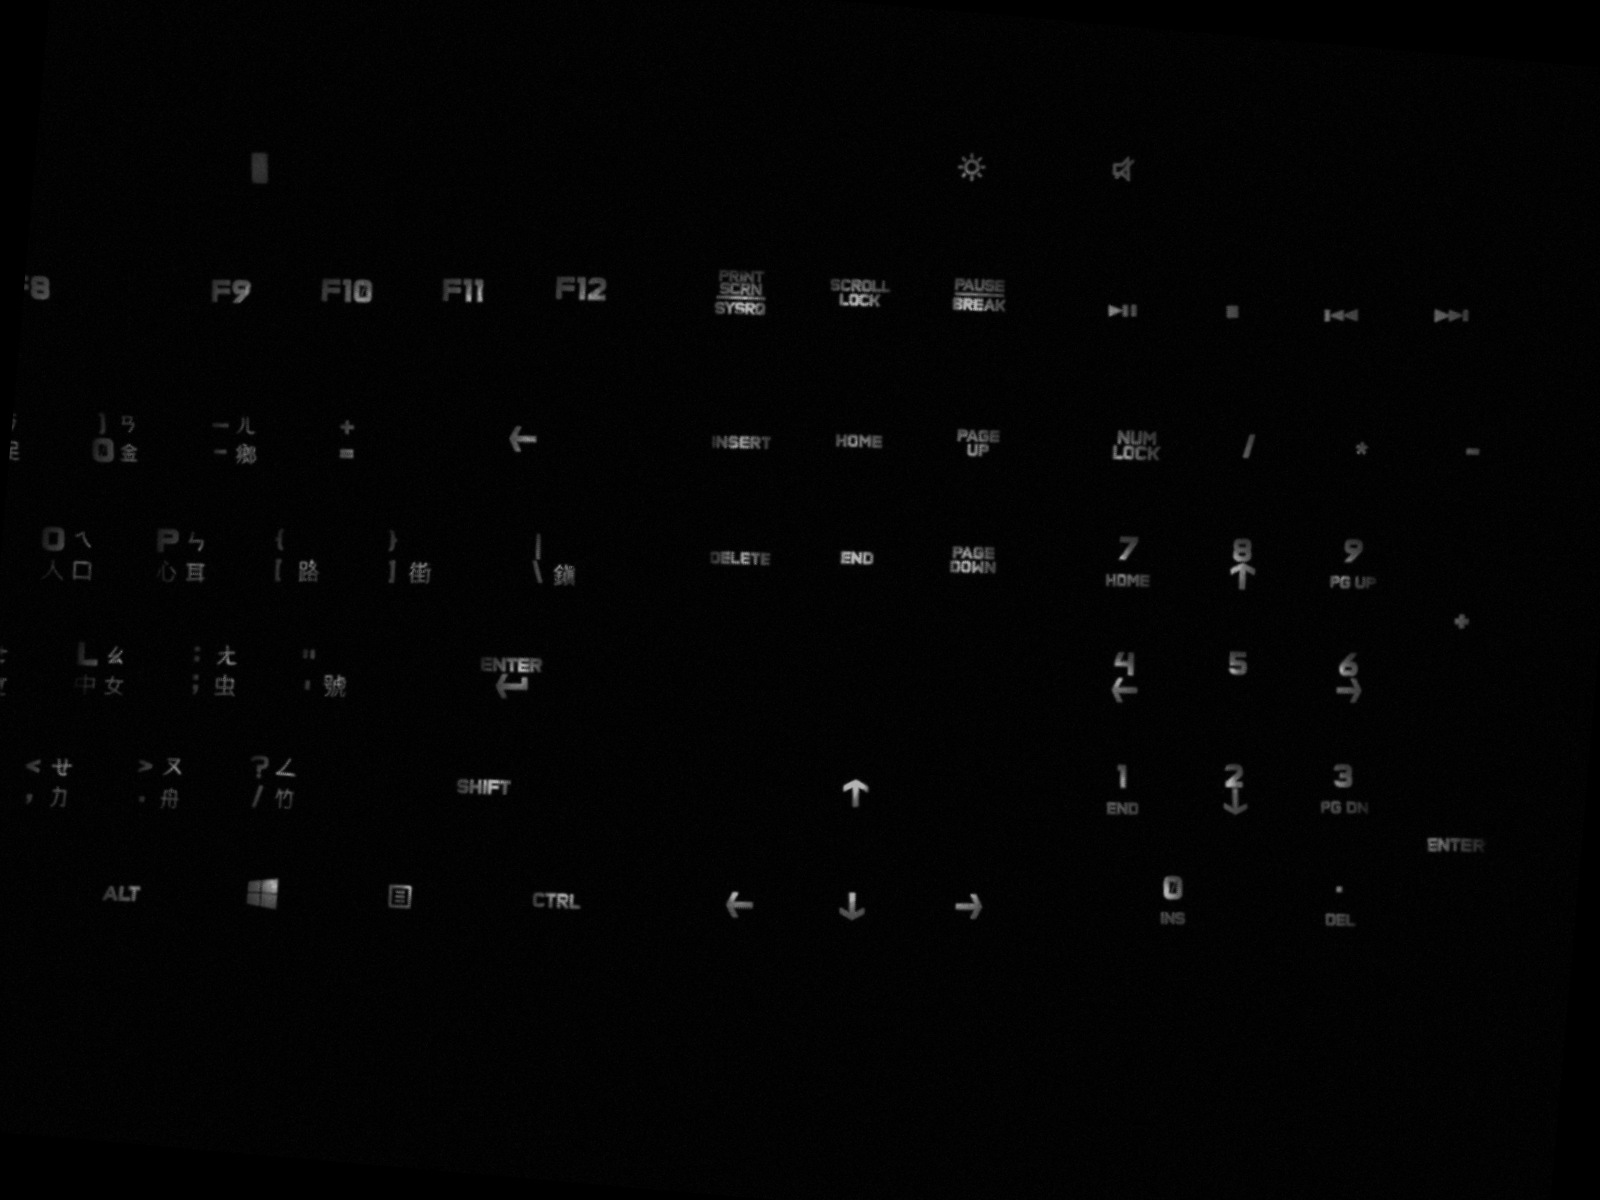 F8 F9 F10 F11 F12 PRINT SCROLL PAUSE
SCRN LOCK BREAK
SYSRQ
) ㄢ - ㄦ + ← INSERT HOME PAGE NUM / * -
0 金 - 鄉 = UP LOCK
O ㄟ P ㄣ { } | DELETE END PAGE 7 8 9
人 口 心 耳 [ 路 ] 街 \ 鎭 DOWN HOME ↑ PG UP
+
L ㄠ : ㄤ " ENTER 4 5 6
中 女 ; 虫 ' 號 ← →
< ㄝ > ㄡ ? ㄥ SHIFT ↑ 1 2 3
, 力 . 舟 / 竹 END ↓ PG DN
ENTER
ALT CTRL ← ↓ → 0 .
INS DEL